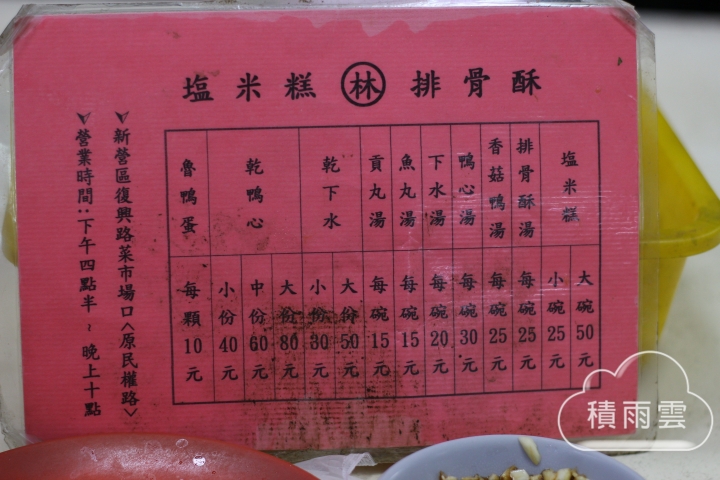 塩米糕 林 排骨酥
塩米糕
大碗50元
小碗25元
排骨酥湯
每碗25元
香菇鴨湯
每碗25元
鴨心湯
每碗30元
下水湯
每碗20元
魚丸湯
每碗15元
貢丸湯
每碗15元
乾下水
大份50元
小份30元
乾鴨心
大份80元
中份60元
小份40元
魯鴨蛋
每顆10元
新營區復興路菜市場口<原民權路>
營業時間:下午四點半~晚上十點
積雨雲